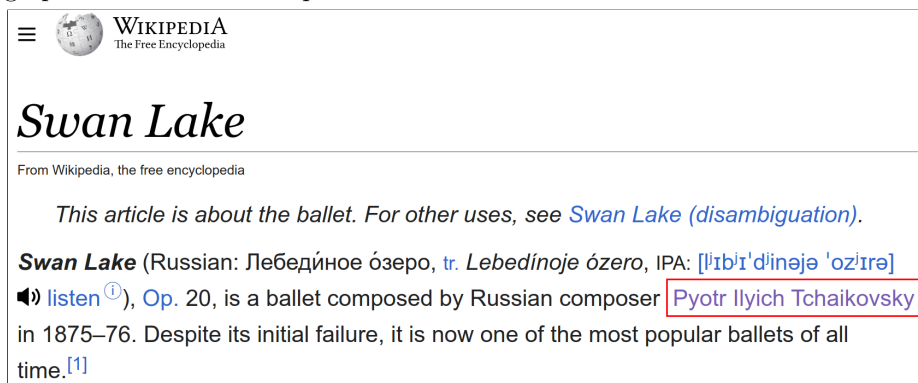 WIKIPEDIA
The Free Encyclopedia
Swan Lake
From Wikipedia, the free encyclopedia
This article is about the ballet. For other uses, see Swan Lake (disambiguation).
Swan Lake (Russian: Лебеди́ное о́зеро, tr. Lebedínoje ózero, IPA: [lʲɪbʲɪˈdʲinəjə ˈozʲɪrə]
listen ⓘ), Op. 20, is a ballet composed by Russian composer Pyotr Ilyich Tchaikovsky
in 1875–76. Despite its initial failure, it is now one of the most popular ballets of all
time.[1]